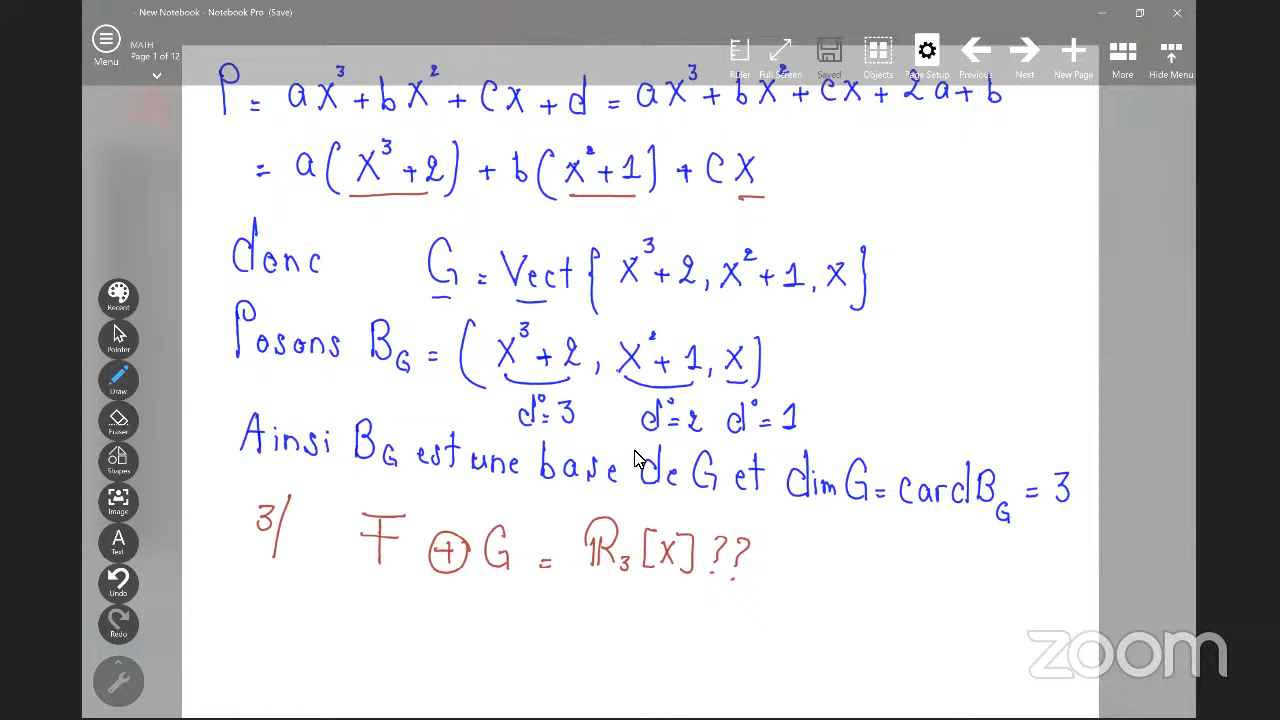 - New Notebook - Notebook Pro (Save)
Menu
MATH
Page 1 of 12
Ruler Full Screen Saved Objects Page Setup Previous Next New Page More Hide Menu
P = aX³ + bX² + cX + d = aX³ + bX² + cX + 2a + b
= a(X³ + 2) + b(X² + 1) + cX
donc G = Vect{X³ + 2, X² + 1, X}
Posons B_G = (X³ + 2, X² + 1, X)
d° = 3 d° = 2 d° = 1
Ainsi B_G est une base de G et dim G = card B_G = 3
3/ F ⊕ G = ℝ₃[X] ??
Recent
Pointer
Draw
Eraser
Shapes
Image
A
Text
Undo
Redo
zoom